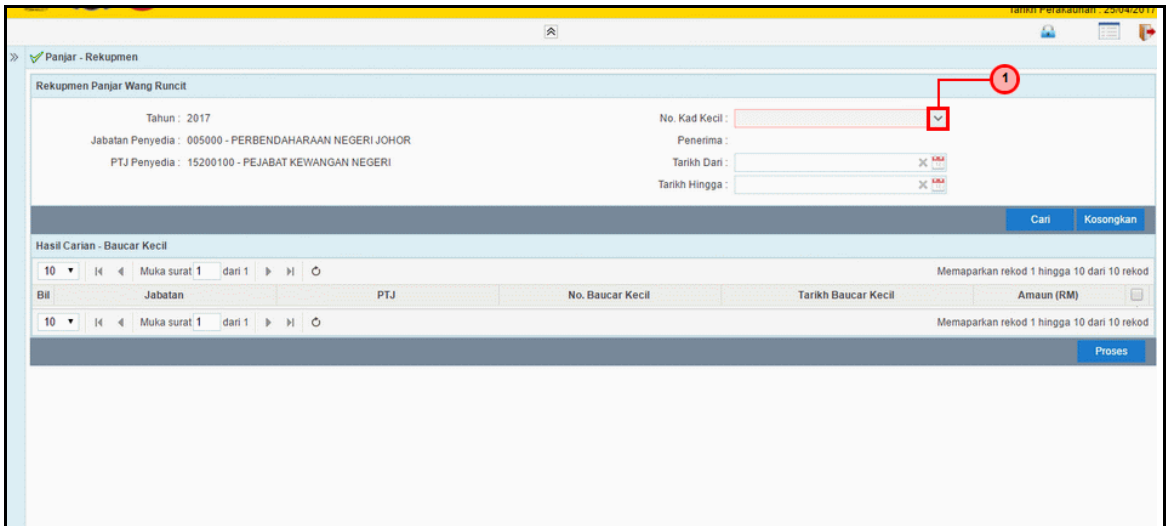 Tarikh Perakaunan : 25/04/2017
Panjar - Rekupmen
Rekupmen Panjar Wang Runcit
1
Tahun : 2017
No. Kad Kecil :
Jabatan Penyedia : 005000 - PERBENDAHARAAN NEGERI JOHOR
Penerima :
PTJ Penyedia : 15200100 - PEJABAT KEWANGAN NEGERI
Tarikh Dari :
Tarikh Hingga :
Cari Kosongkan
Hasil Carian - Baucar Kecil
10 Muka surat 1 dari 1 Memaparkan rekod 1 hingga 10 dari 10 rekod
Bil Jabatan PTJ No. Baucar Kecil Tarikh Baucar Kecil Amaun (RM)
10 Muka surat 1 dari 1 Memaparkan rekod 1 hingga 10 dari 10 rekod
Proses